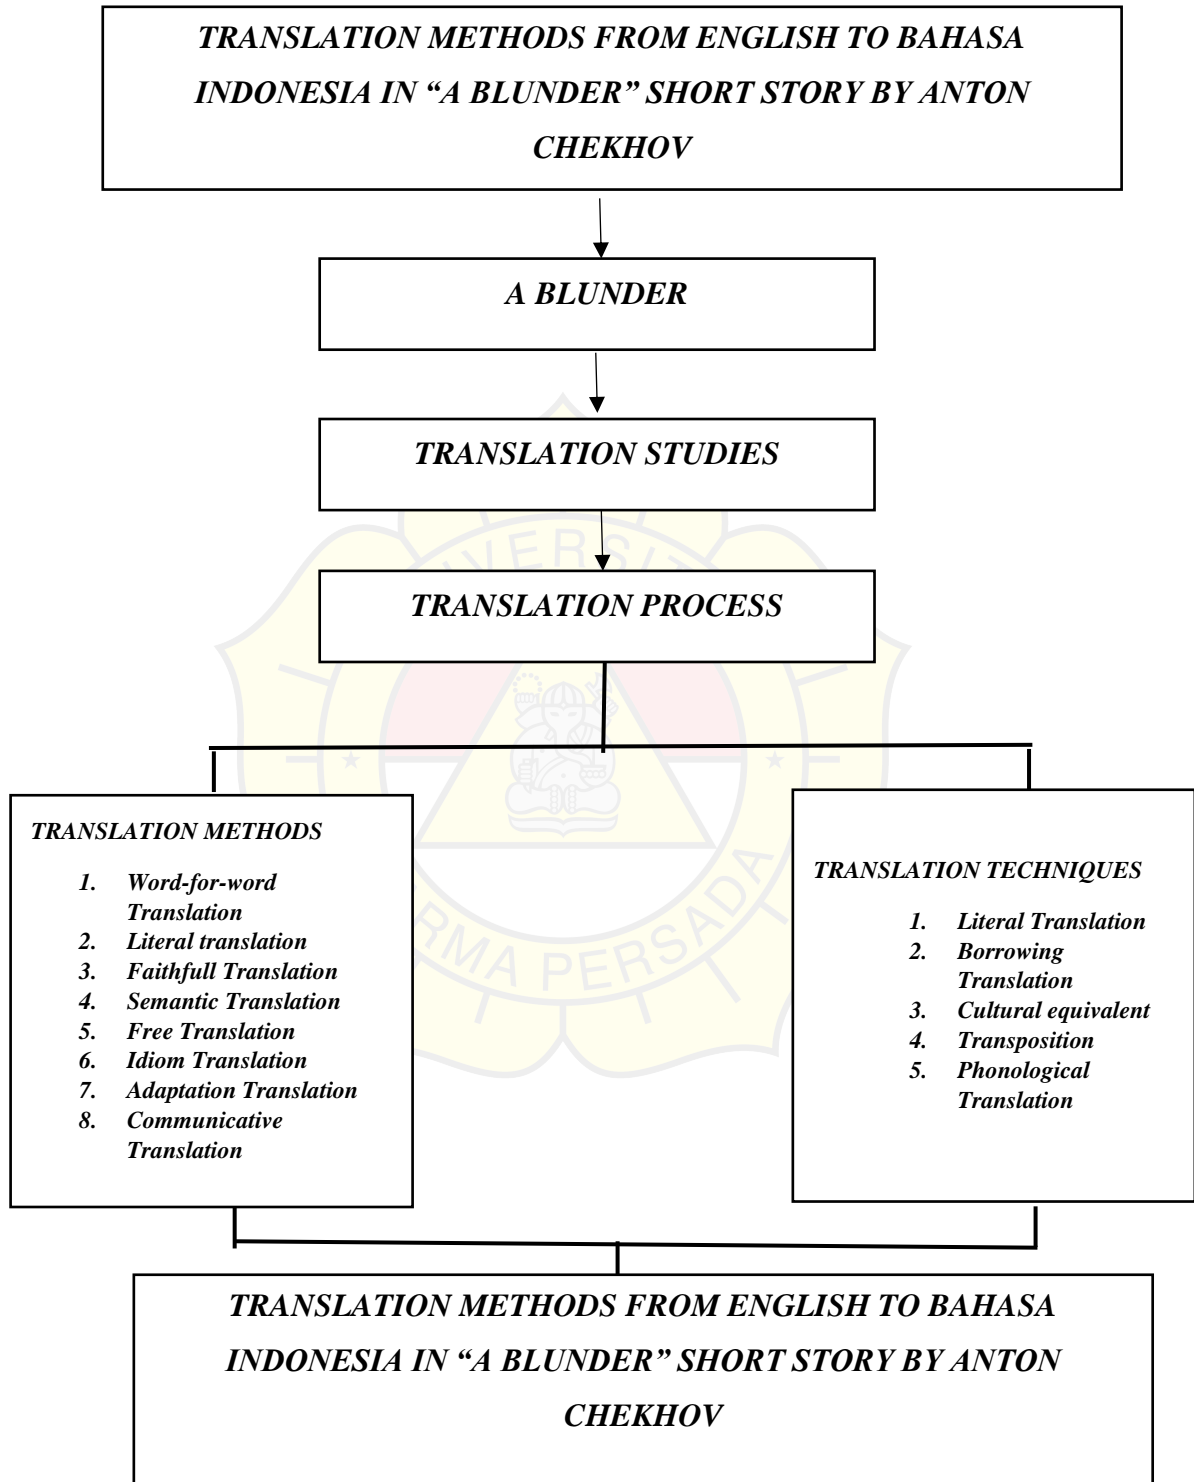 TRANSLATION METHODS FROM ENGLISH TO BAHASA
INDONESIA IN “A BLUNDER” SHORT STORY BY ANTON
CHEKHOV
A BLUNDER
TRANSLATION STUDIES
TRANSLATION PROCESS
TRANSLATION METHODS
1. Word-for-word
Translation
2. Literal translation
3. Faithfull Translation
4. Semantic Translation
5. Free Translation
6. Idiom Translation
7. Adaptation Translation
8. Communicative
Translation
TRANSLATION TECHNIQUES
1. Literal Translation
2. Borrowing
Translation
3. Cultural equivalent
4. Transposition
5. Phonological
Translation
TRANSLATION METHODS FROM ENGLISH TO BAHASA
INDONESIA IN “A BLUNDER” SHORT STORY BY ANTON
CHEKHOV
VERSIT
RMA PERSADA